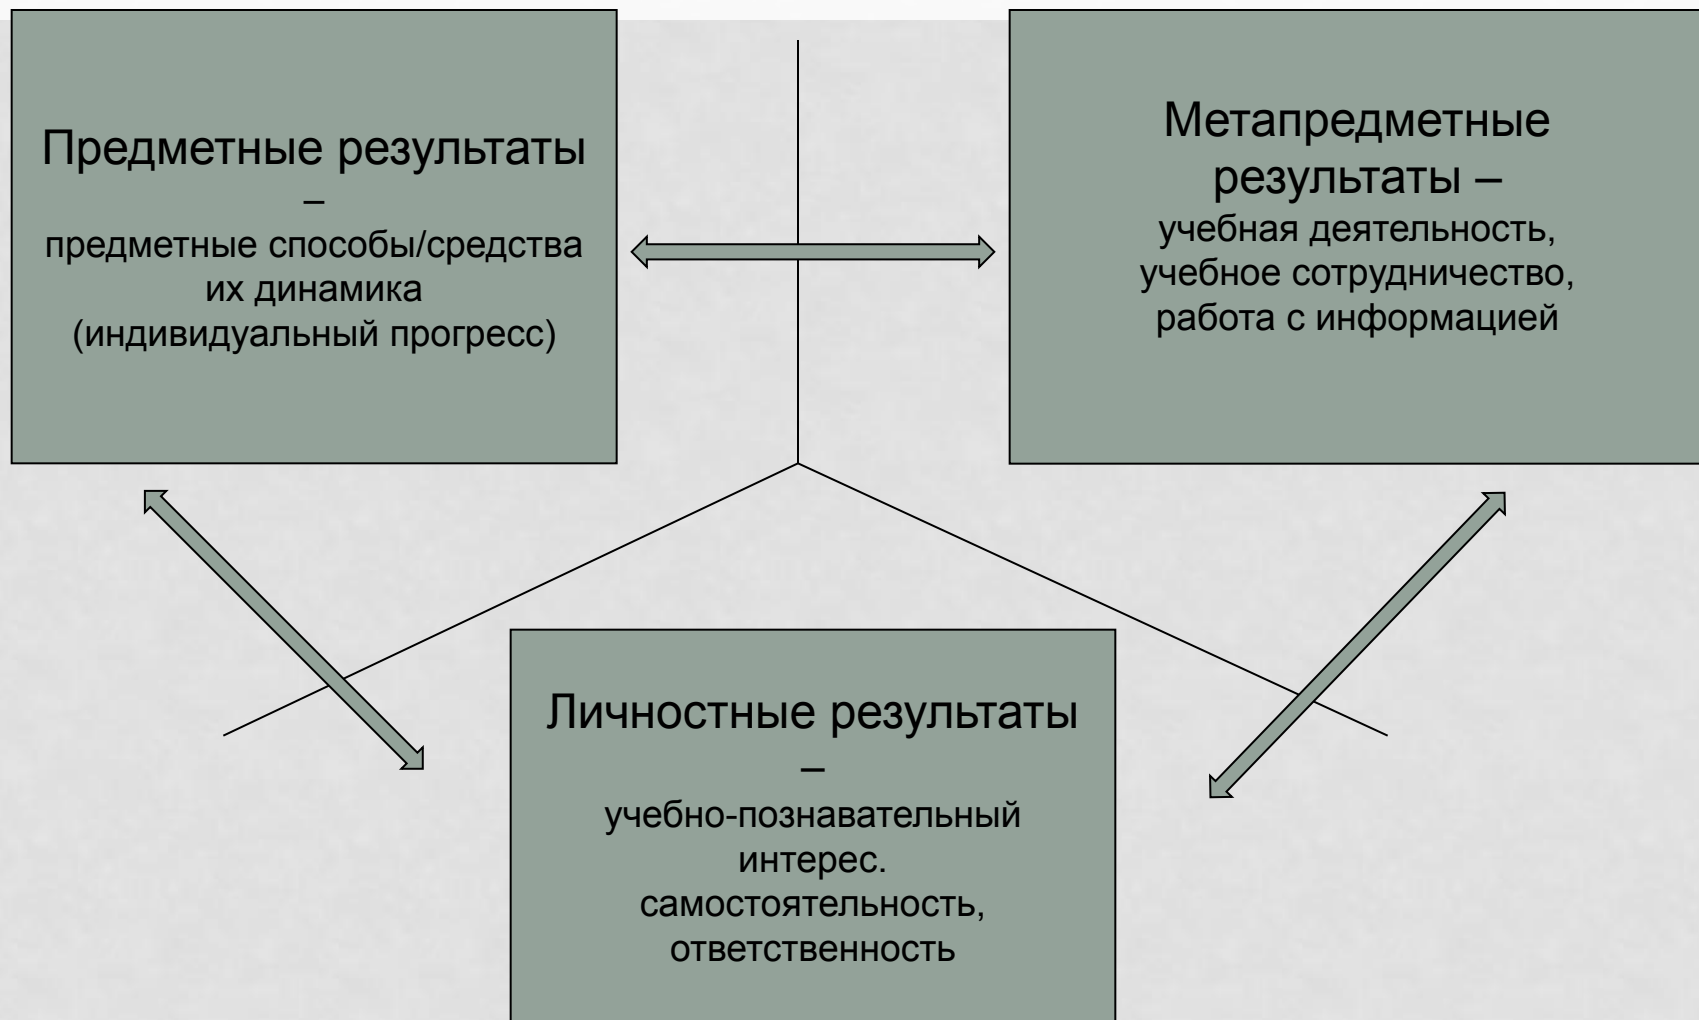 Предметные результаты
–
предметные способы/средства
их динамика
(индивидуальный прогресс)
Метапредметные
результаты –
учебная деятельность,
учебное сотрудничество,
работа с информацией
Личностные результаты
–
учебно-познавательный
интерес.
самостоятельность,
ответственность